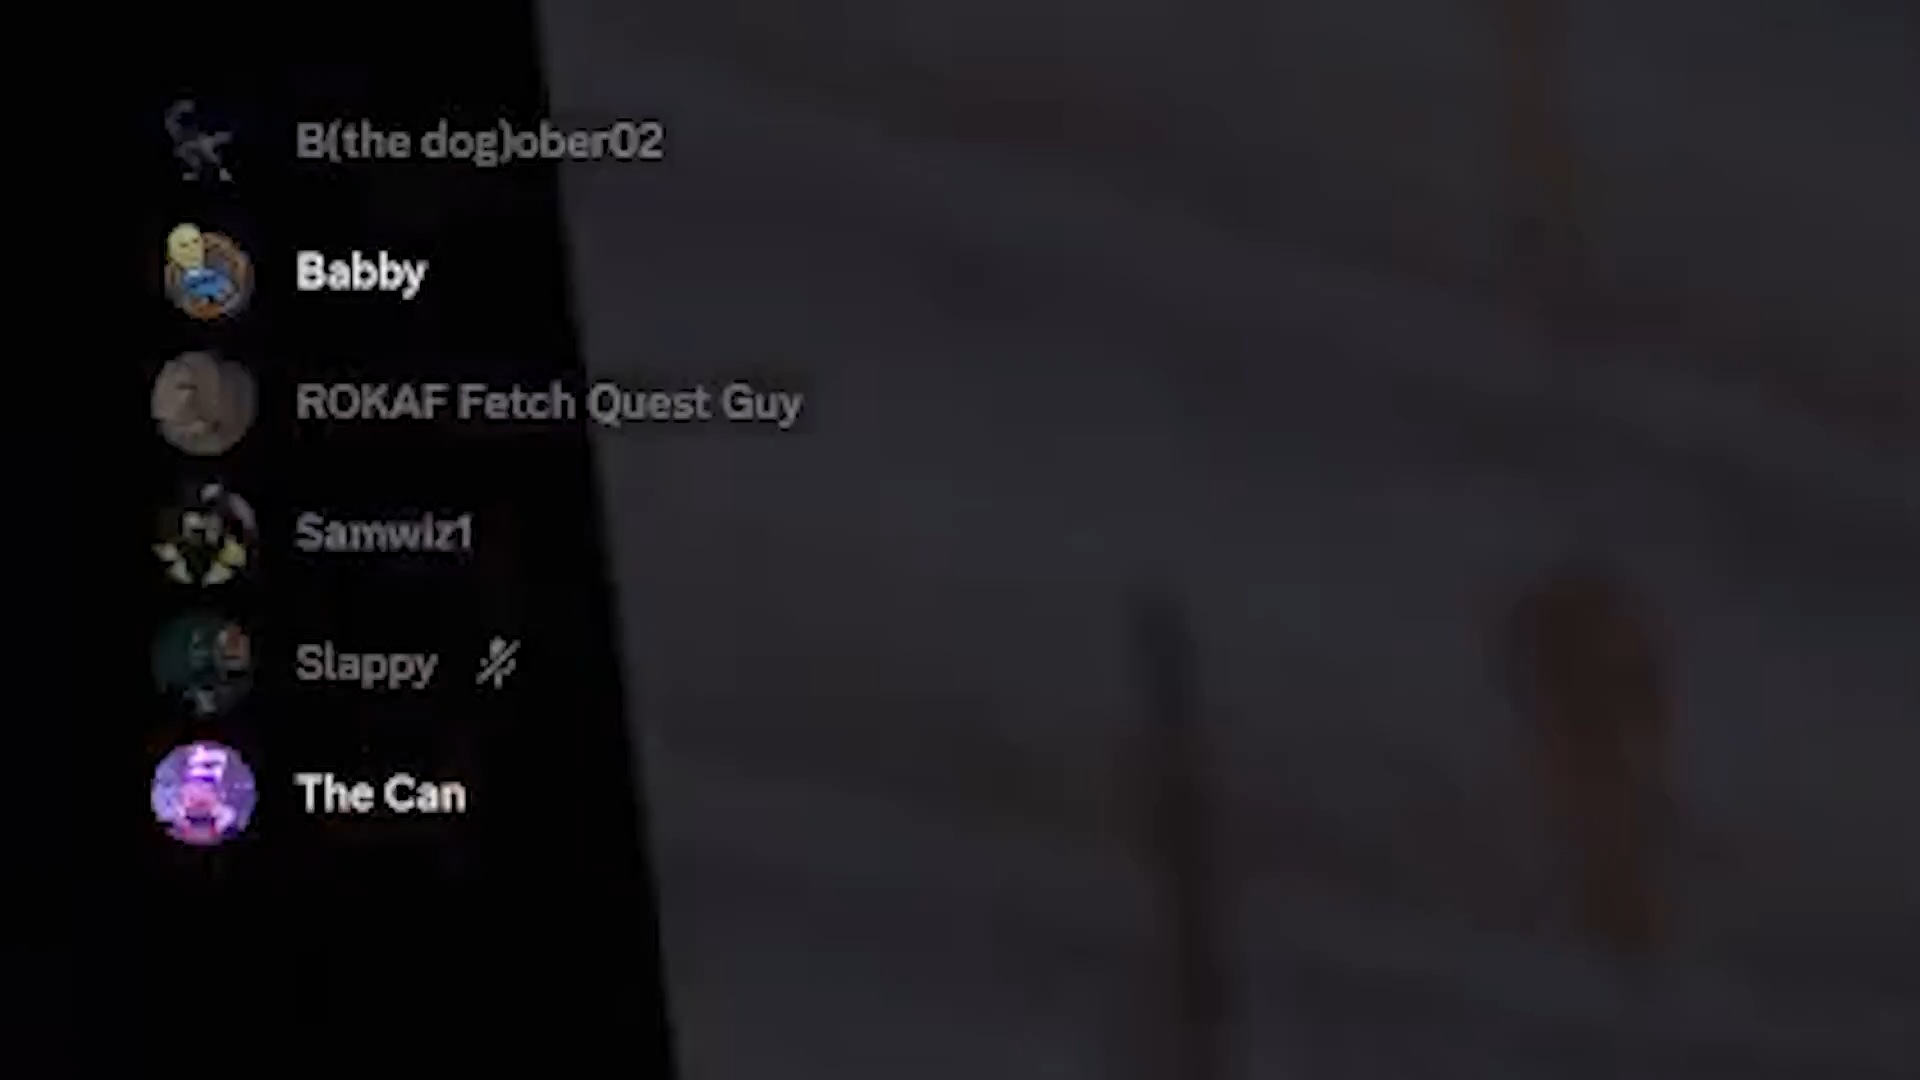 B(the dog)ober02
Babby
ROKAF Fetch Quest Guy
Samwiz1
Slappy
The Can